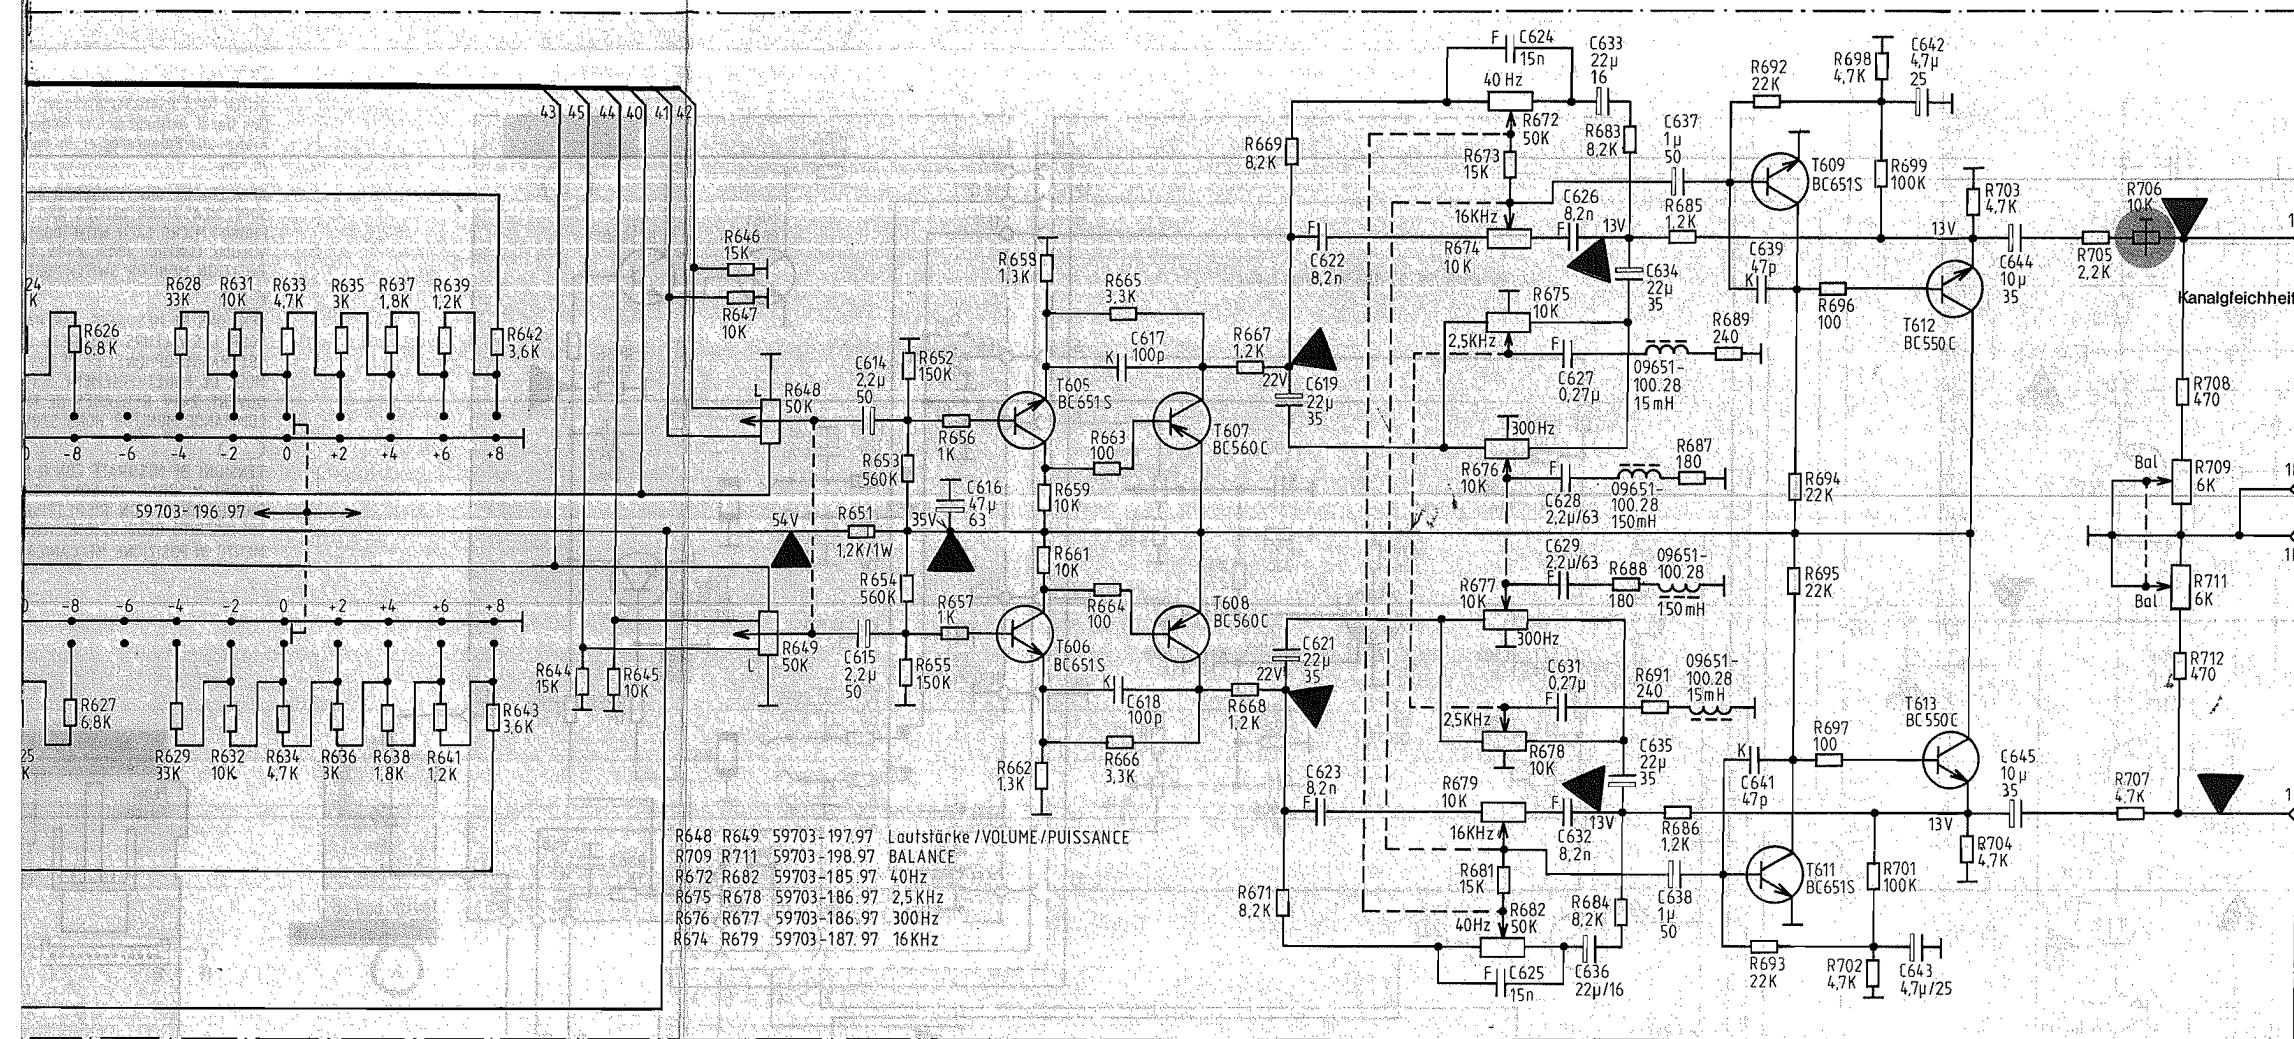 43 45 44 40 41 42
F C624
15n
40 Hz
C633
22µ
16
R672
50K
R673
15K
R669
8,2K
R683
8,2K
C637
1µ
50
R692
22K
R698
4,7K
C642
4,7µ
25
T609
BC651S
R699
100K
R703
4,7K
R706
10K
16KHz
R674
10K
C626
8,2n
F
13V
R685
1,2K
F
C622
8,2n
C634
22µ
35
C639
47p
K
R696
100
13V
C644
10µ
35
R705
2,2K
T612
BC550C
R646
15K
R647
10K
24
K
R626
6,8K
R628
33K
R631
10K
R633
4,7K
R635
3K
R637
1,8K
R639
1,2K
R642
3,6K
-8 -6 -4 -2 0 +2 +4 +6 +8
59703-196.97
L
R648
50K
C614
2,2µ
50
R652
150K
R653
560K
R656
1K
1,3K
R665
3,3K
C617
100p
K
T605
BC651S
R663
100
T607
BC560C
R667
1,2K
22V
C619
22µ
35
R659
10K
C616
47µ
63
54V
R651
1,2K/1W
35V
R675
10K
2,5KHz
F
C627
0,27µ
09651-
100.28
15mH
R689
240
300Hz
R676
10K
F
C628
2,2µ/63
09651-
100.28
150mH
R687
180
R694
22K
R708
470
Bal
R709
6K
R695
22K
Bal
R711
6K
R712
470
R661
10K
R654
560K
R657
1K
R664
100
T608
BC560C
T606
BC651S
C615
2,2µ
50
R655
150K
R649
50K
L
R644
15K
R645
10K
-8 -6 -4 -2 0 +2 +4 +6 +8
25
K
R627
6,8K
R629
33K
R632
10K
R634
4,7K
R636
3K
R638
1,8K
R641
1,2K
R643
3,6K
K
C618
100p
R662
1,3K
R666
3,3K
R668
1,2K
22V
C621
22µ
35
C629
2,2µ/63
F
R677
10K
300Hz
R688
180
09651-
100.28
150mH
C631
0,27µ
F
R691
240
09651-
100.28
15mH
2,5KHz
R678
10K
C635
22µ
35
C623
8,2n
F
R679
10K
16KHz
F
C632
8,2n
13V
R686
1,2K
R681
15K
R682
50K
40Hz
R671
8,2K
R684
8,2K
C638
1µ
50
F C625
15n
C636
22µ/16
K
C641
47p
R697
100
T613
BC550C
C645
10µ
35
R707
4,7K
13V
R704
4,7K
T611
BC651S
R701
100K
R693
22K
R702
4,7K
C643
4,7µ/25
R648 R649 59703-197.97 Lautstärke/VOLUME/PUISSANCE
R709 R711 59703-198.97 BALANCE
R672 R682 59703-185.97 40Hz
R675 R678 59703-186.97 2,5KHz
R676 R677 59703-186.97 300Hz
R674 R679 59703-187.97 16KHz